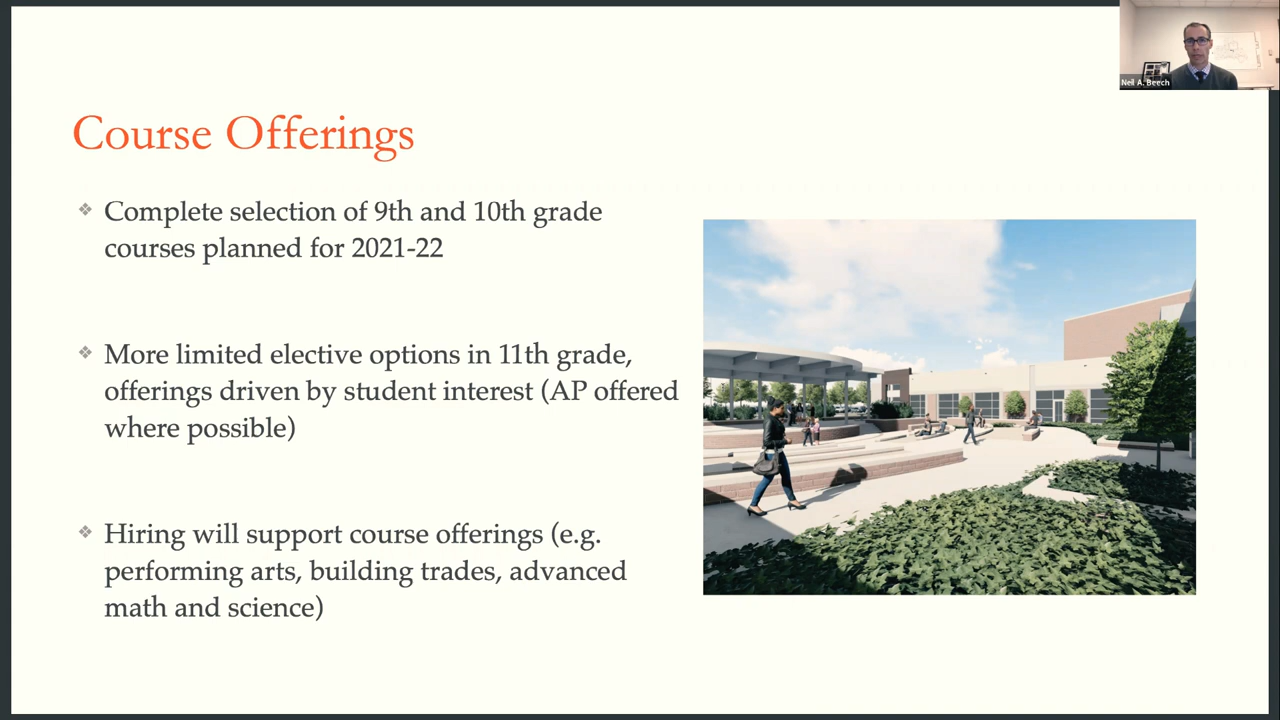 Neil A. Beech
Course Offerings
❖ Complete selection of 9th and 10th grade
courses planned for 2021-22
❖ More limited elective options in 11th grade,
offerings driven by student interest (AP offered
where possible)
❖ Hiring will support course offerings (e.g.
performing arts, building trades, advanced
math and science)